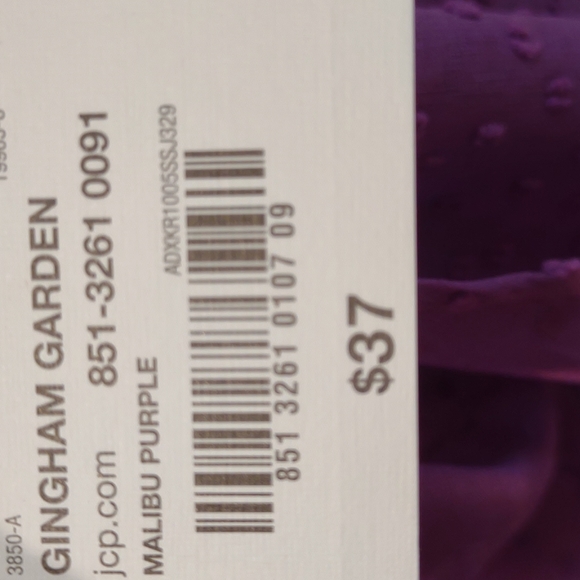 3850-A
GINGHAM GARDEN
jcp.com 851-3261 0091
MALIBU PURPLE
ADXKR1005SSJ329
851 3261 0107 09
$37